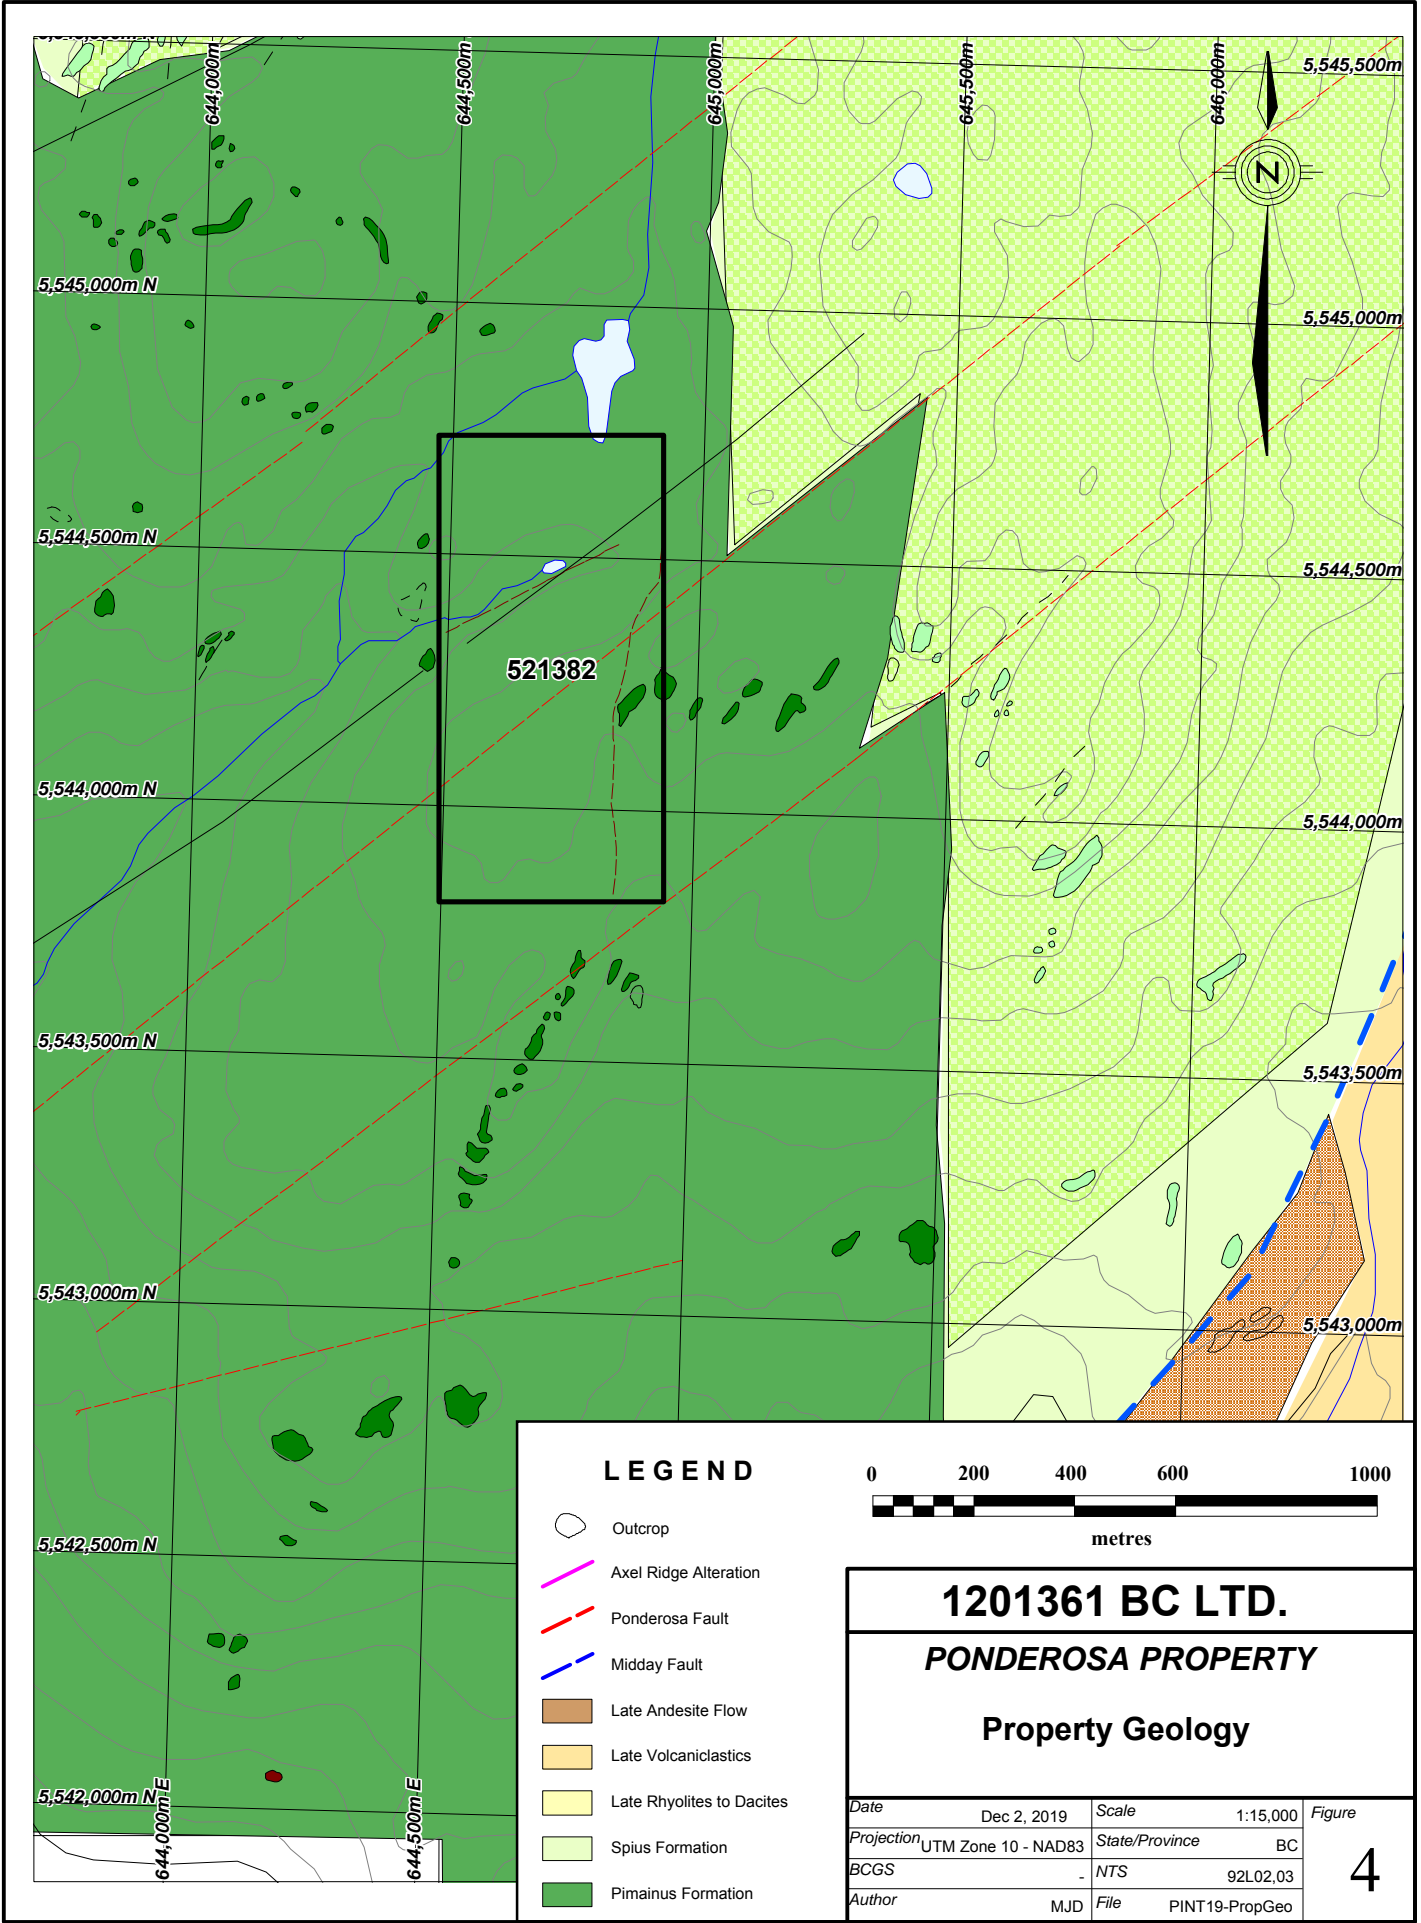 644,000m
644,500m
645,000m
645,500m
646,000m
5,545,500m
N
5,545,000m N
5,545,000m
5,544,500m N
5,544,500m
521382
5,544,000m N
5,544,000m
5,543,500m N
5,543,500m
5,543,000m N
5,543,000m
5,542,500m N
5,542,000m N
644,000m E
644,500m E
LEGEND
Outcrop
Axel Ridge Alteration
Ponderosa Fault
Midday Fault
Late Andesite Flow
Late Volcaniclastics
Late Rhyolites to Dacites
Spius Formation
Pimainus Formation
0 200 400 600 1000
metres
1201361 BC LTD.
PONDEROSA PROPERTY
Property Geology
Date Dec 2, 2019 Scale 1:15,000 Figure
Projection UTM Zone 10 - NAD83 State/Province BC
BCGS - NTS 92L02,03
4
Author MJD File PINT19-PropGeo